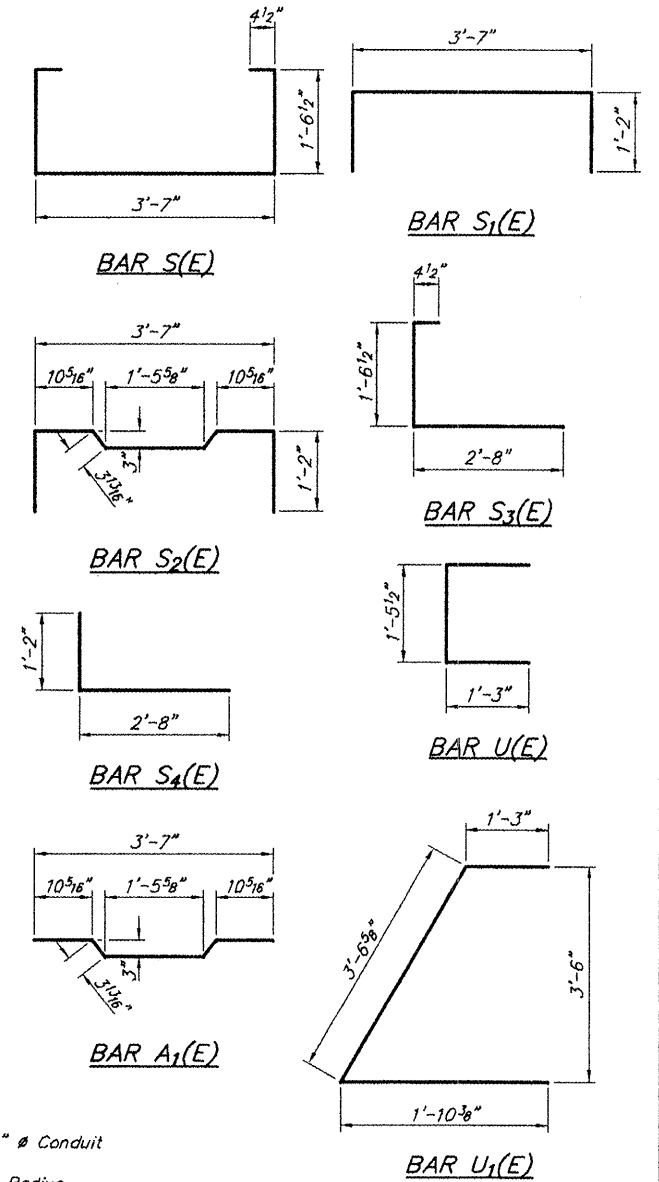 4½"
1'-6½"
3'-7"
BAR S(E)
3'-7"
1'-2"
BAR S₁(E)
3'-7"
10⁵⁄₁₆" 1'-5⅝" 10⁵⁄₁₆"
3"
3¹³⁄₁₆"
1'-2"
BAR S₂(E)
4½"
1'-6½"
2'-8"
BAR S₃(E)
1'-2"
2'-8"
BAR S₄(E)
1'-5½"
1'-3"
BAR U(E)
3'-7"
10⁵⁄₁₆" 1'-5⅝" 10⁵⁄₁₆"
3"
3¹³⁄₁₆"
BAR A₁(E)
1'-3"
3'-6⅝"
3'-6"
1'-10⅜"
BAR U₁(E)
" ø Conduit
Radius